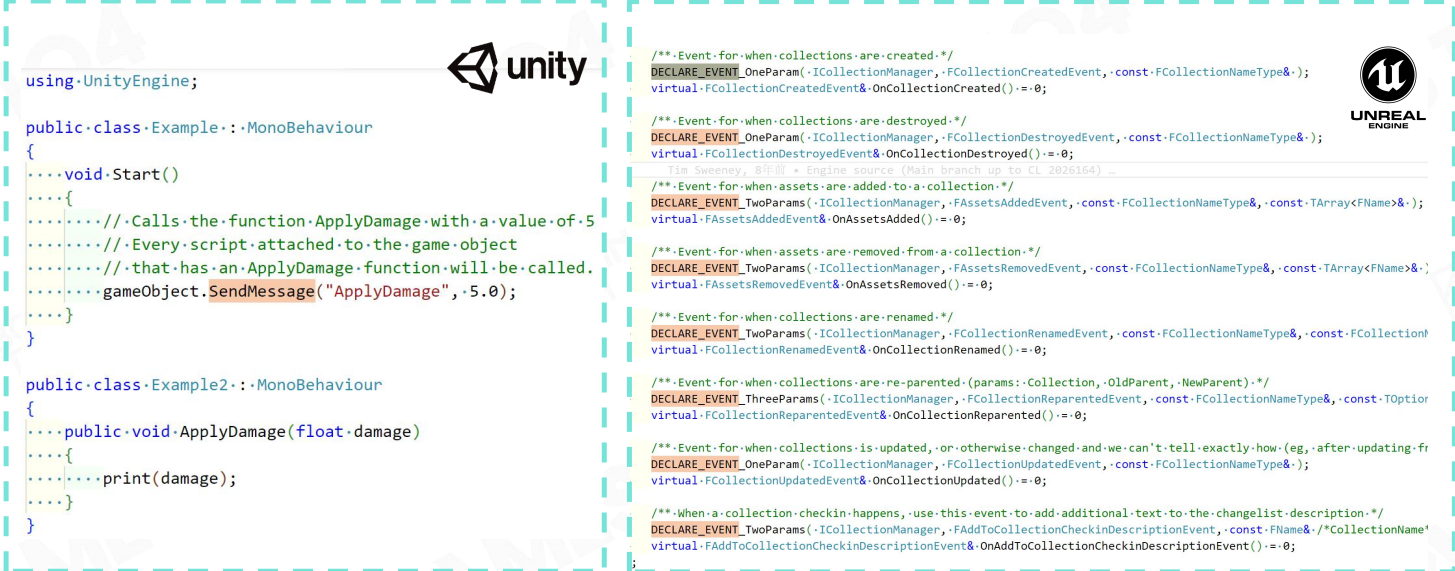 unity
using UnityEngine;
public class Example : MonoBehaviour
{
void Start()
{
// Calls the function ApplyDamage with a value of 5
// Every script attached to the game object
// that has an ApplyDamage function will be called.
gameObject.SendMessage("ApplyDamage", 5.0);
}
}
public class Example2 : MonoBehaviour
{
public void ApplyDamage(float damage)
{
print(damage);
}
}
UNREAL
ENGINE
/** Event for when collections are created */
DECLARE_EVENT_OneParam( ICollectionManager, FCollectionCreatedEvent, const FCollectionNameType& );
virtual FCollectionCreatedEvent& OnCollectionCreated() = 0;
/** Event for when collections are destroyed */
DECLARE_EVENT_OneParam( ICollectionManager, FCollectionDestroyedEvent, const FCollectionNameType& );
virtual FCollectionDestroyedEvent& OnCollectionDestroyed() = 0;
Tim Sweeney, 8年前 • Engine source (Main branch up to CL 2026164) …
/** Event for when assets are added to a collection */
DECLARE_EVENT_TwoParams( ICollectionManager, FAssetsAddedEvent, const FCollectionNameType&, const TArray<FName>& );
virtual FAssetsAddedEvent& OnAssetsAdded() = 0;
/** Event for when assets are removed from a collection */
DECLARE_EVENT_TwoParams( ICollectionManager, FAssetsRemovedEvent, const FCollectionNameType&, const TArray<FName>& )
virtual FAssetsRemovedEvent& OnAssetsRemoved() = 0;
/** Event for when collections are renamed */
DECLARE_EVENT_TwoParams( ICollectionManager, FCollectionRenamedEvent, const FCollectionNameType&, const FCollection
virtual FCollectionRenamedEvent& OnCollectionRenamed() = 0;
/** Event for when collections are re-parented (params: Collection, OldParent, NewParent) */
DECLARE_EVENT_ThreeParams( ICollectionManager, FCollectionReparentedEvent, const FCollectionNameType&, const TOption
virtual FCollectionReparentedEvent& OnCollectionReparented() = 0;
/** Event for when collections is updated, or otherwise changed and we can't tell exactly how (eg, after updating fr
DECLARE_EVENT_OneParam( ICollectionManager, FCollectionUpdatedEvent, const FCollectionNameType& );
virtual FCollectionUpdatedEvent& OnCollectionUpdated() = 0;
/** When a collection checkin happens, use this event to add additional text to the changelist description */
DECLARE_EVENT_TwoParams( ICollectionManager, FAddToCollectionCheckinDescriptionEvent, const FName& /*CollectionName*
virtual FAddToCollectionCheckinDescriptionEvent& OnAddToCollectionCheckinDescriptionEvent() = 0;
;